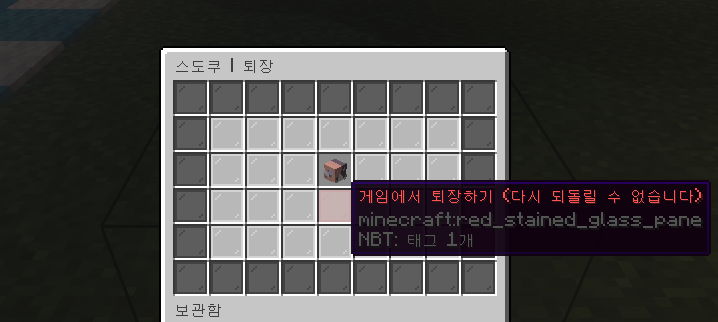 스도쿠 | 퇴장
게임에서 퇴장하기 (다시 되돌릴 수 없습니다)
minecraft:red_stained_glass_pane
NBT: 태그 1개
보관함